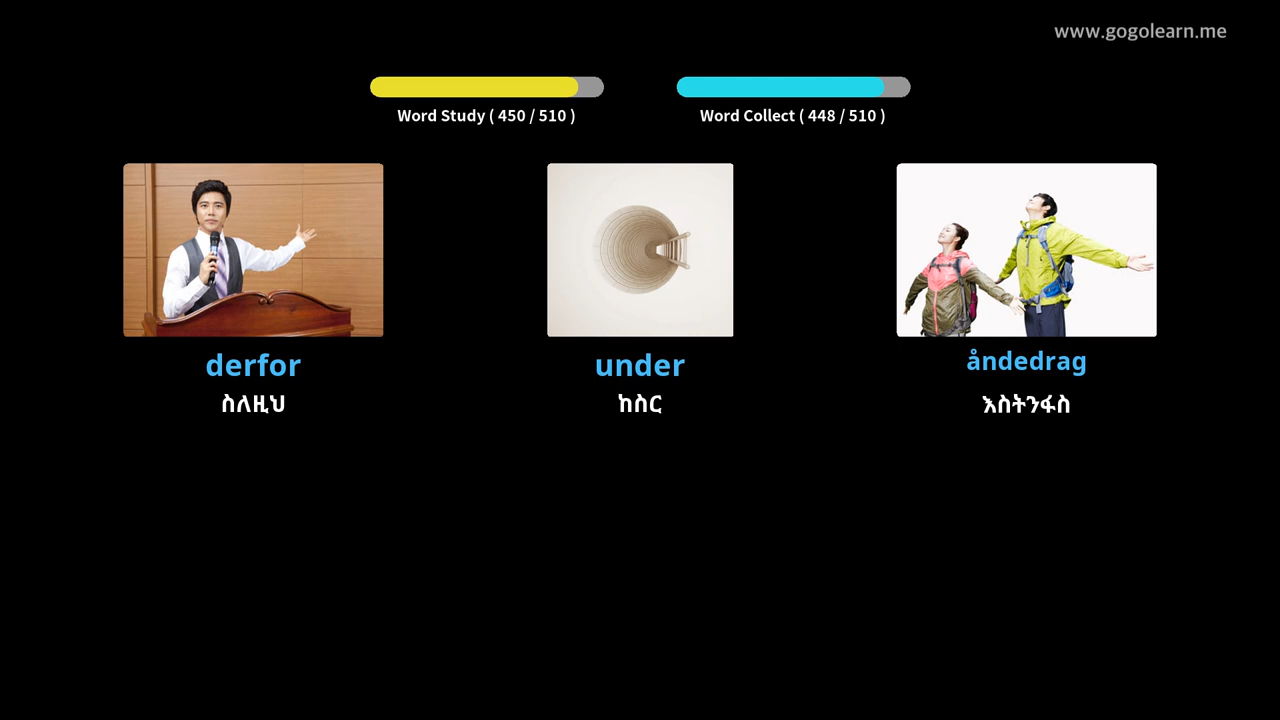 www.gogolearn.me
Word Study ( 450 / 510 )
Word Collect ( 448 / 510 )
derfor
ስለዚህ
under
ከስር
åndedrag
እስትንፋስ